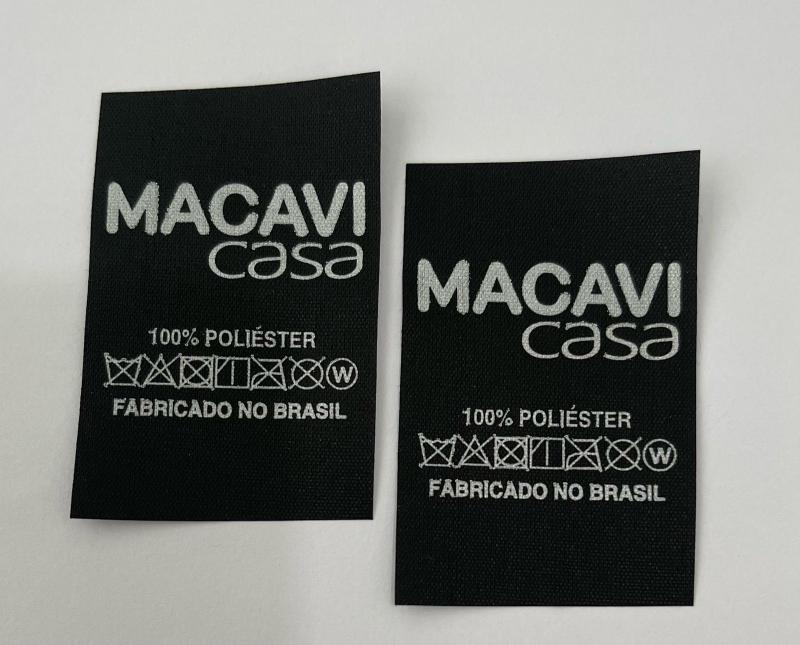 MACAVI
casa
100% POLIÉSTER
W
FABRICADO NO BRASIL
MACAVI
casa
100% POLIÉSTER
W
FABRICADO NO BRASIL